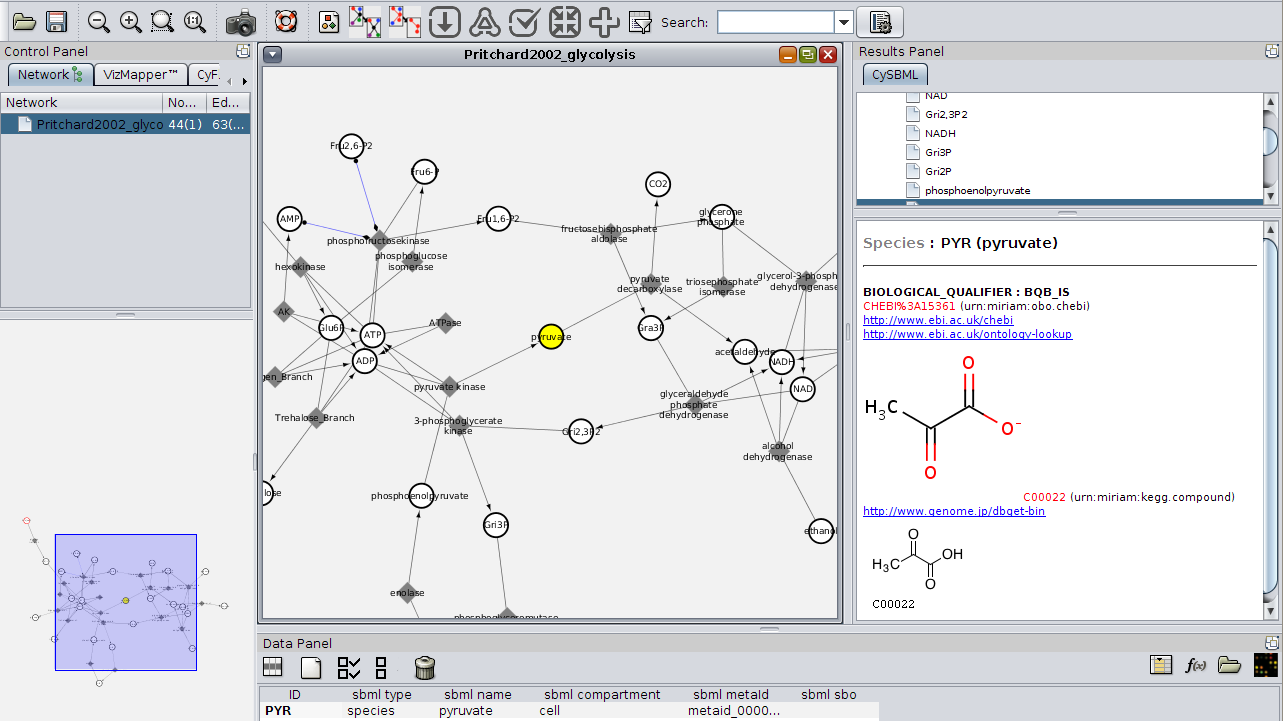 Search:
Control Panel
Network
VizMapper™
CyF
Network No... Ed...
Pritchard2002_glyco 44(1) 63(...
Pritchard2002_glycolysis
Fru2,6-P2
Fru6-P
CO2
AMP
Fru1,6-P2
glycerone
phosphate
phosphofructosekinase
fructosebisphosphate
aldolase
phosphoglucose
isomerase
hexokinase
pyruvate
decarboxylase
triosephosphate
isomerase
glycerol-3-phosph
dehydrogenase
AK
Glu6P
ATP
ATPase
pyruvate
Gra3P
acetaldehyde
ADP
NADH
gen_Branch
pyruvate kinase
NAD
glyceraldehyde
phosphate
dehydrogenase
Trehalose_Branch
3-phosphoglycerate
kinase
Gri2,3P2
alcohol
dehydrogenase
lose
phosphoenolpyruvate
Gri3P
ethanol
enolase
phosphoglyceromutase
Results Panel
CySBML
NAD
Gri2,3P2
NADH
Gri3P
Gri2P
phosphoenolpyruvate
Species : PYR (pyruvate)
BIOLOGICAL_QUALIFIER : BQB_IS
CHEBI%3A15361 (urn:miriam:obo.chebi)
http://www.ebi.ac.uk/chebi
http://www.ebi.ac.uk/ontology-lookup
O
H3C
O-
O
C00022 (urn:miriam:kegg.compound)
http://www.genome.jp/dbget-bin
O
OH
H3C
O
C00022
Data Panel
f(x)
ID sbml type sbml name sbml compartment sbml metaId sbml sbo
PYR species pyruvate cell metaid_0000...